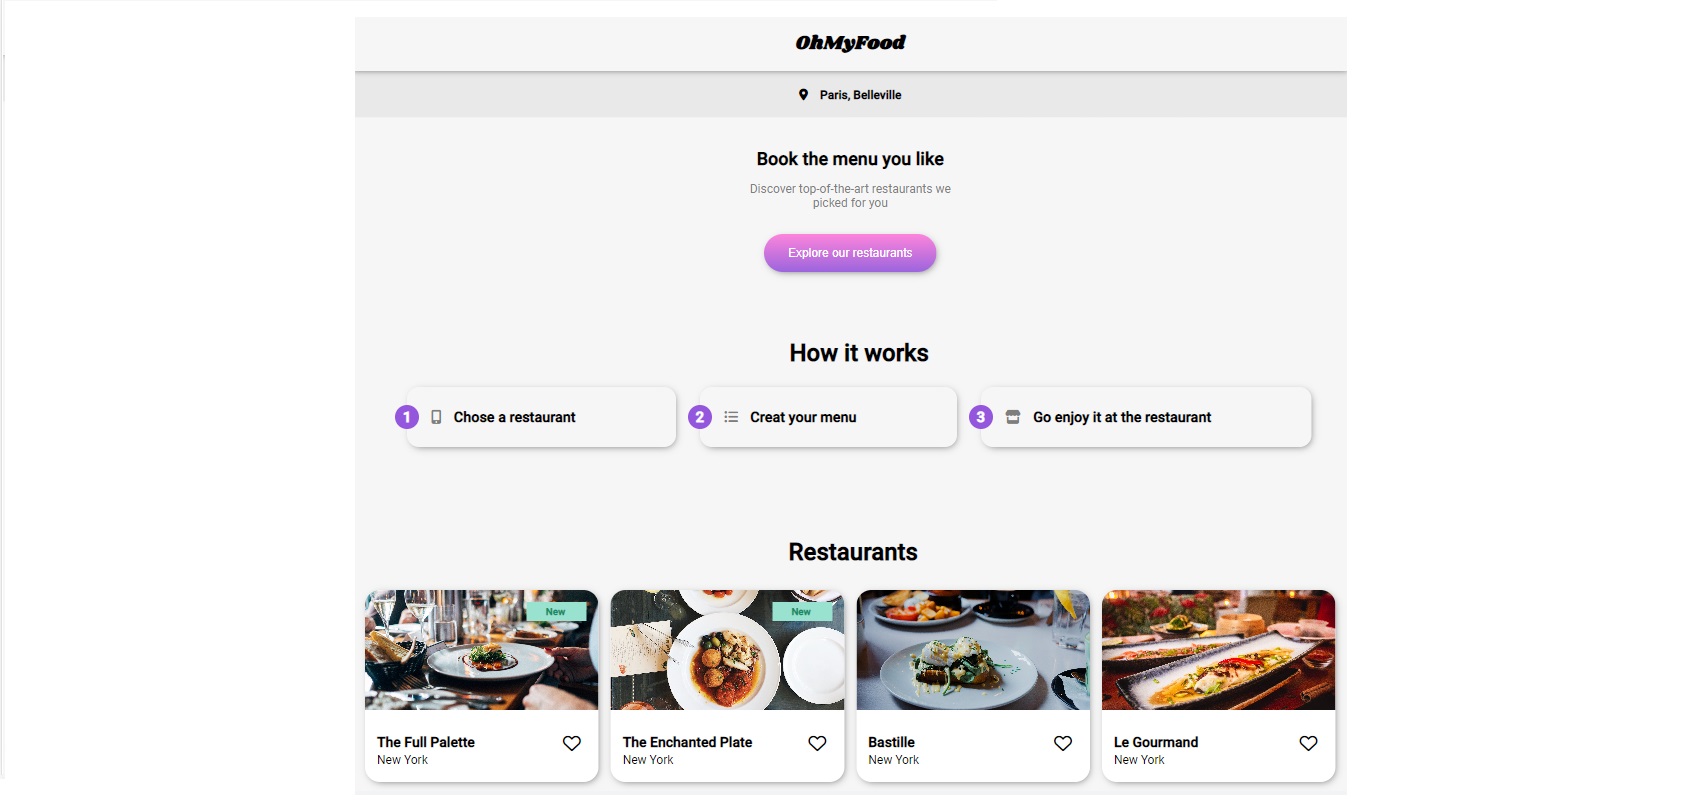 OhMyFood
Paris, Belleville
Book the menu you like
Discover top-of-the-art restaurants we
picked for you
Explore our restaurants
How it works
1 Chose a restaurant
2 Creat your menu
3 Go enjoy it at the restaurant
Restaurants
New
New
The Full Palette
New York
The Enchanted Plate
New York
Bastille
New York
Le Gourmand
New York